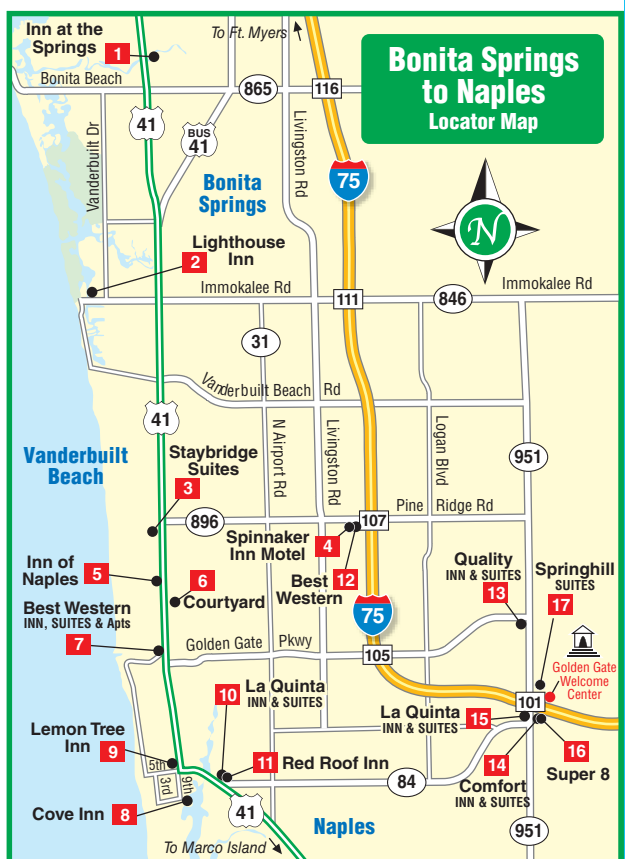 Inn at the
Springs
1
To Ft. Myers
Bonita Springs
to Naples
Locator Map
Bonita Beach
865
116
41
BUS
41
Vanderbuilt Dr
Livingston Rd
75
Bonita
Springs
N
Lighthouse
Inn
2
Immokalee Rd
111
846
Immokalee Rd
31
Vanderbuilt Beach Rd
41
N Airport Rd
Livingston Rd
Logan Blvd
951
Vanderbuilt
Beach
Staybridge
Suites
3
896
Pine Ridge Rd
107
Spinnaker
Inn Motel
4
Best
Western
12
Inn of
Naples
5
6
Courtyard
Quality
INN & SUITES
13
Springhill
SUITES
17
75
Best Western
INN, SUITES & Apts
7
Golden Gate Pkwy
105
Golden Gate
Welcome
Center
10
La Quinta
INN & SUITES
La Quinta
INN & SUITES
15
101
Lemon Tree
Inn
9
5th
3rd
9th
11
Red Roof Inn
84
14
Comfort
INN & SUITES
16
Super 8
Cove Inn
8
41
Naples
951
To Marco Island